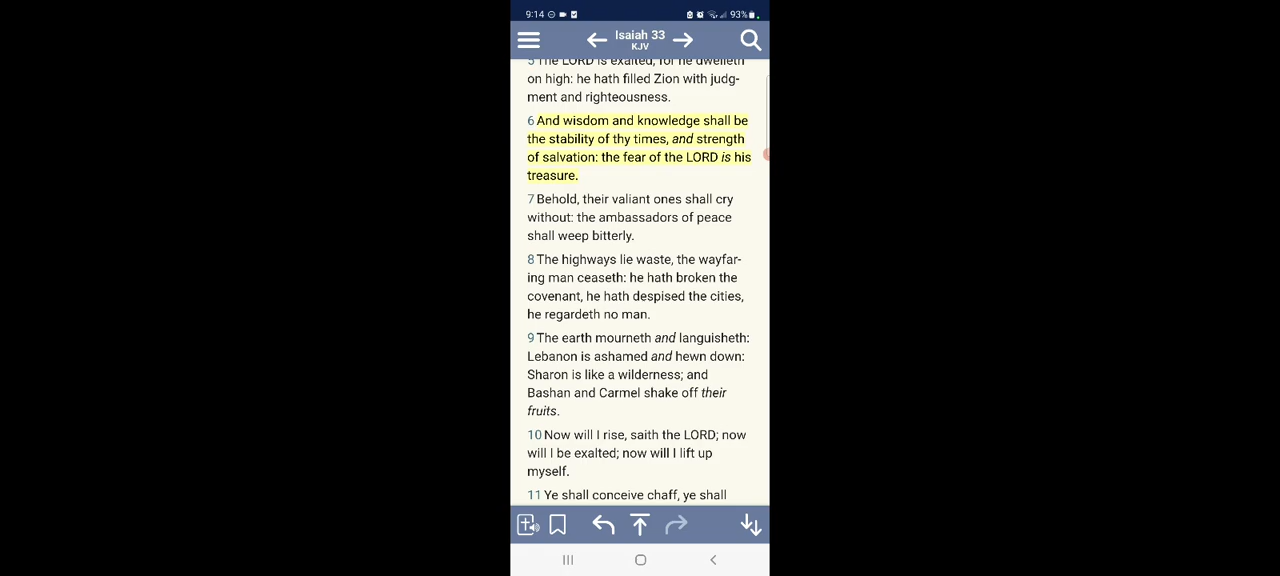 9:14 93%
Isaiah 33
KJV
5 The LORD is exalted; for he dwelleth
on high: he hath filled Zion with judg-
ment and righteousness.
6 And wisdom and knowledge shall be
the stability of thy times, and strength
of salvation: the fear of the LORD is his
treasure.
7 Behold, their valiant ones shall cry
without: the ambassadors of peace
shall weep bitterly.
8 The highways lie waste, the wayfar-
ing man ceaseth: he hath broken the
covenant, he hath despised the cities,
he regardeth no man.
9 The earth mourneth and languisheth:
Lebanon is ashamed and hewn down:
Sharon is like a wilderness; and
Bashan and Carmel shake off their
fruits.
10 Now will I rise, saith the LORD; now
will I be exalted; now will I lift up
myself.
11 Ye shall conceive chaff, ye shall